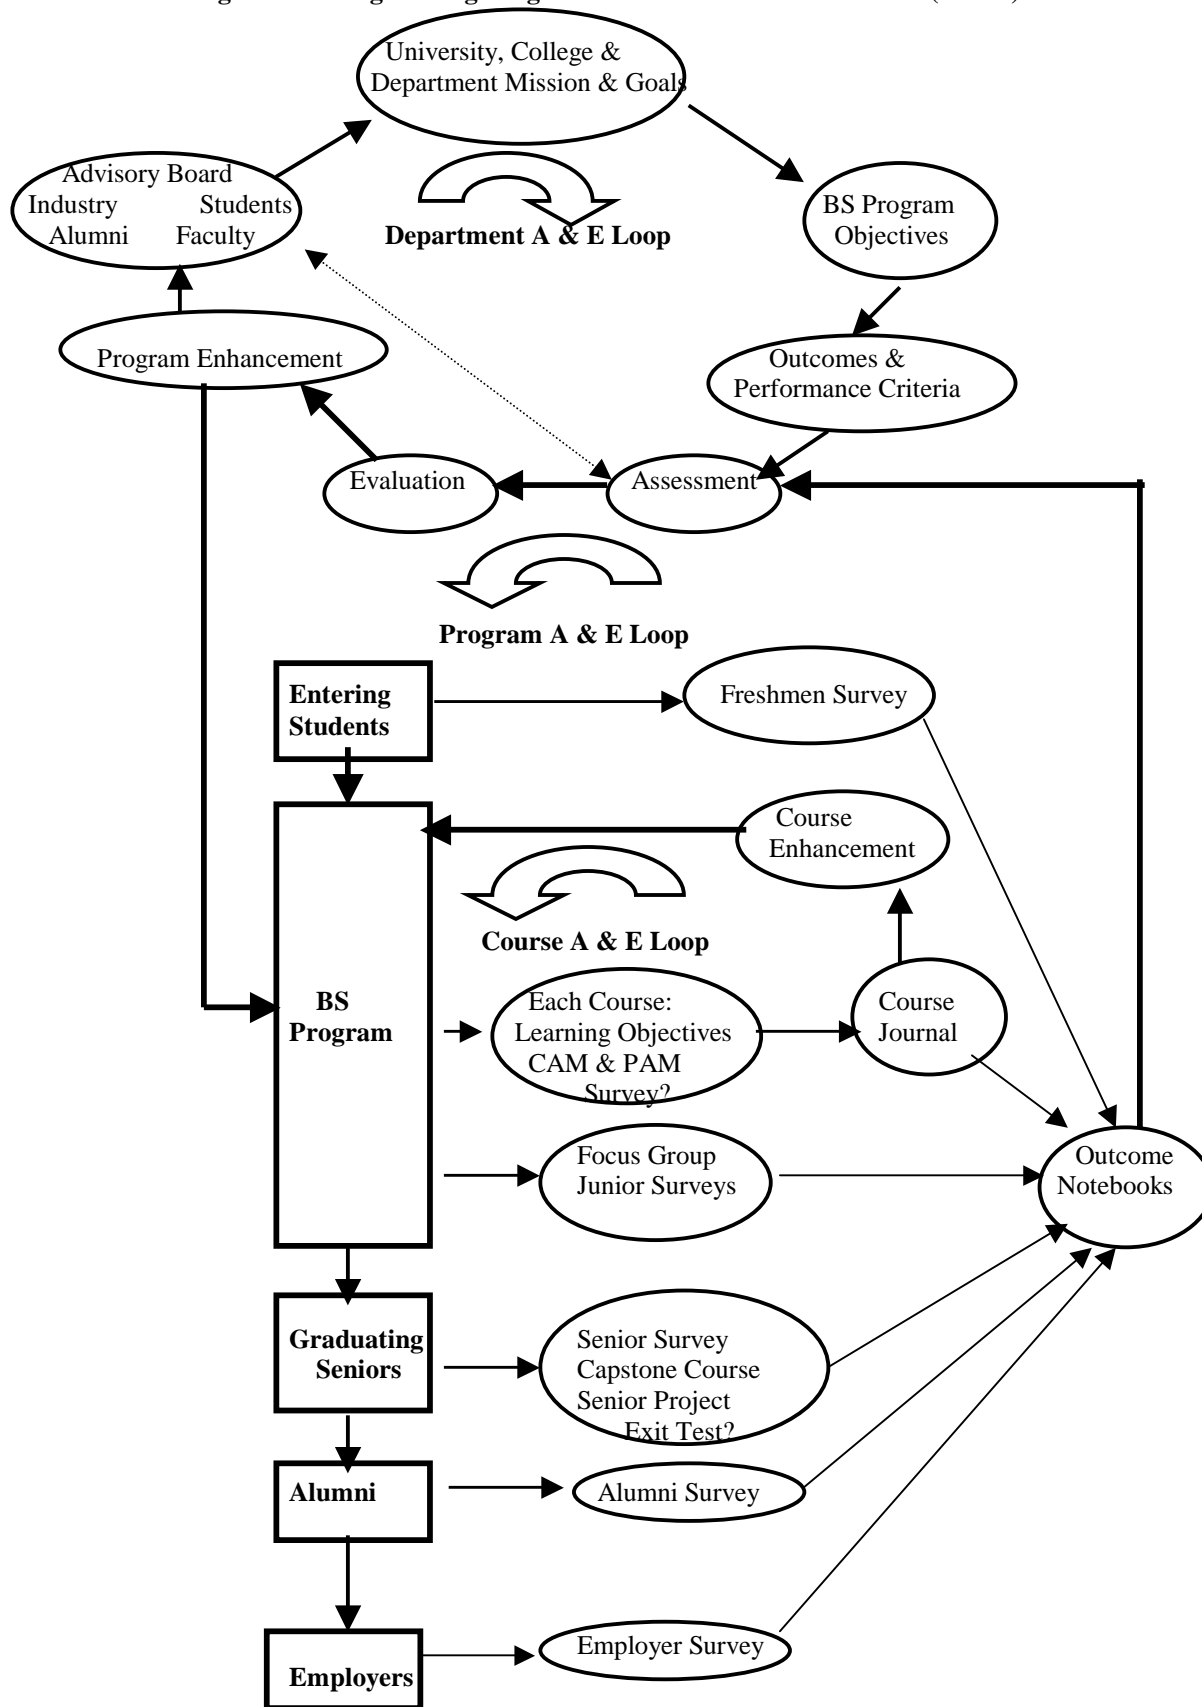 University, College &
Department Mission & Goals
Advisory Board
Industry Students
Alumni Faculty
BS Program
Objectives
Department A & E Loop
Program Enhancement
Outcomes &
Performance Criteria
Evaluation
Assessment
Program A & E Loop
Entering
Students
Freshmen Survey
Course
Enhancement
Course A & E Loop
BS
Program
Each Course:
Learning Objectives
CAM & PAM
Survey?
Course
Journal
Focus Group
Junior Surveys
Outcome
Notebooks
Graduating
Seniors
Senior Survey
Capstone Course
Senior Project
Exit Test?
Alumni
Alumni Survey
Employer Survey
Employers